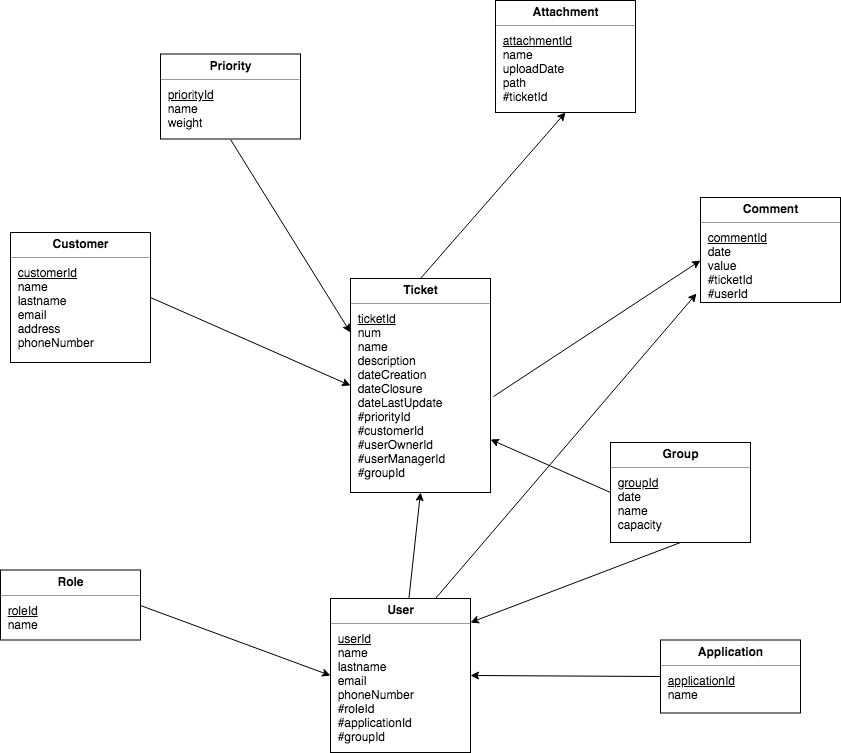 Attachment
attachmentId
name
uploadDate
path
#ticketId
Priority
priorityId
name
weight
Comment
commentId
date
value
#ticketId
#userId
Customer
customerId
name
lastname
email
address
phoneNumber
Ticket
ticketId
num
name
description
dateCreation
dateClosure
dateLastUpdate
#priorityId
#customerId
#userOwnerId
#userManagerId
#groupId
Group
groupId
date
name
capacity
Role
roleId
name
User
userId
name
lastname
email
phoneNumber
#roleId
#applicationId
#groupId
Application
applicationId
name